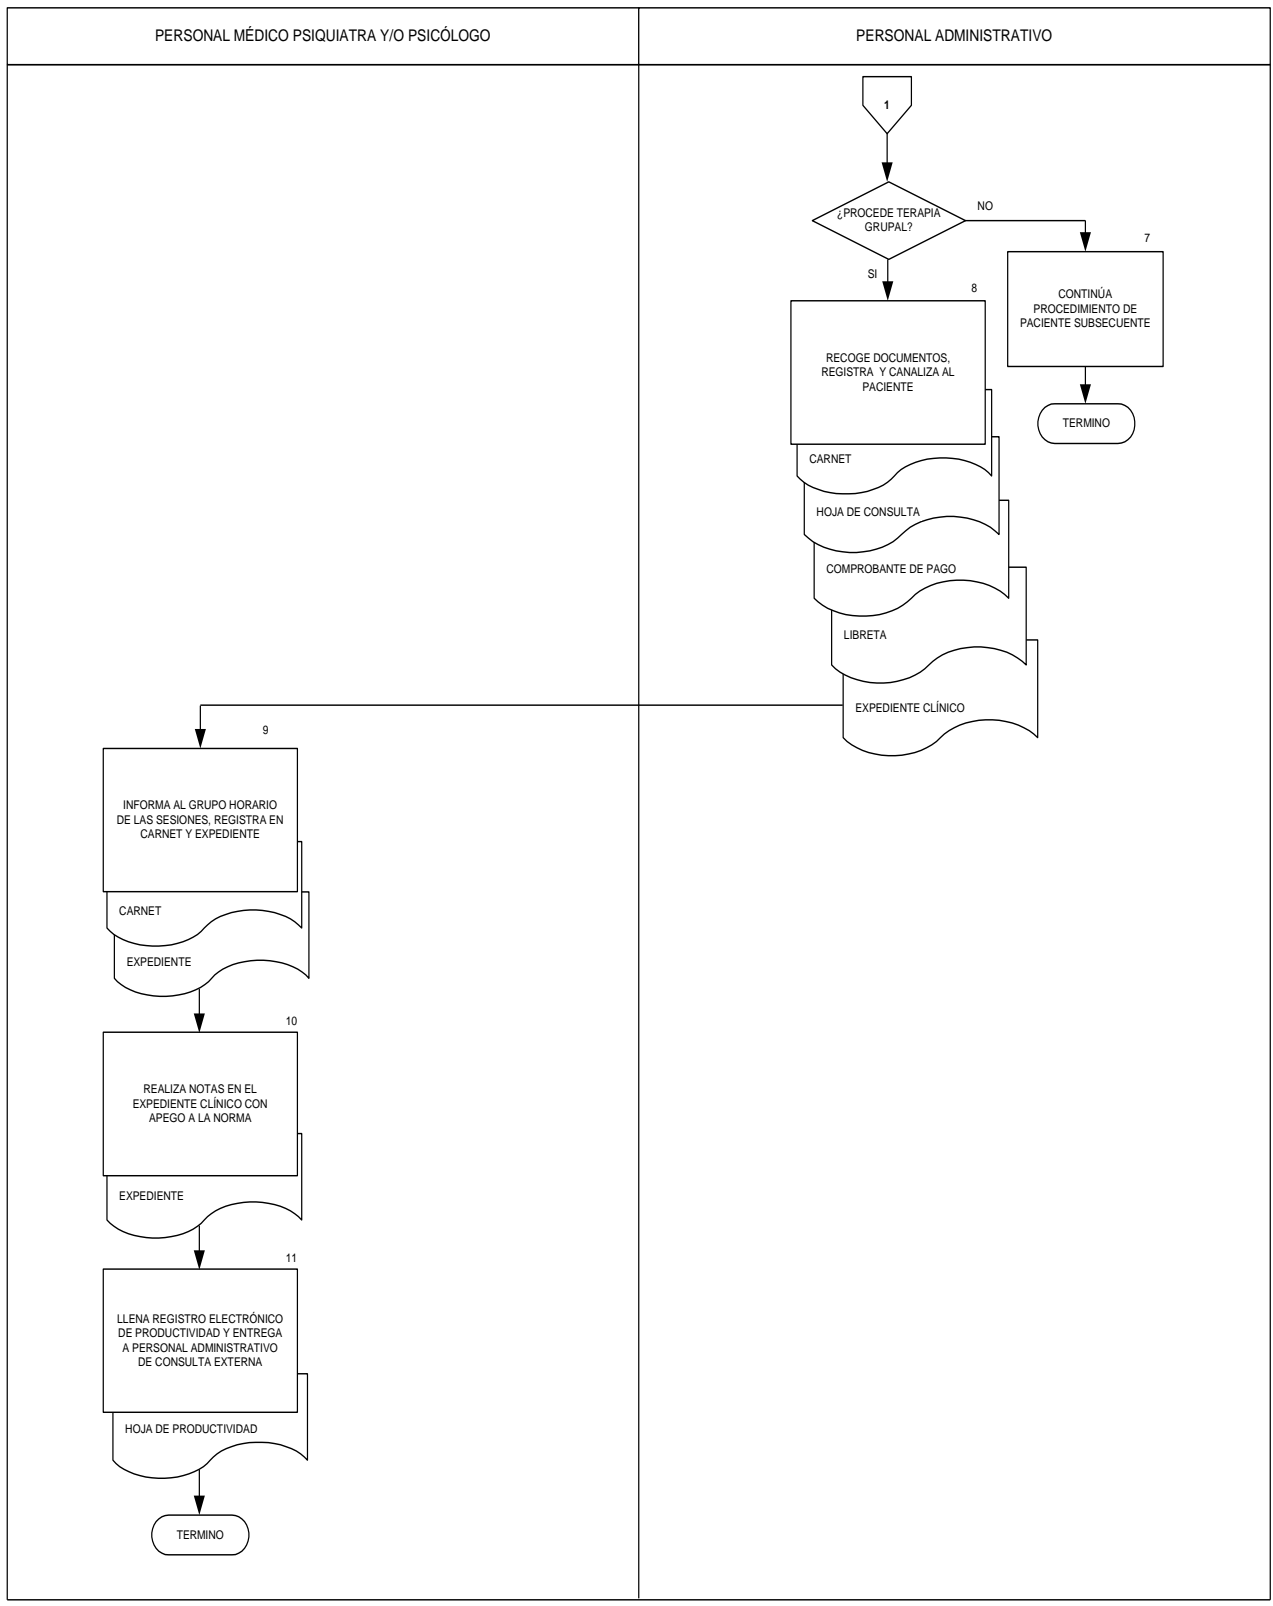 PERSONAL MÉDICO PSIQUIATRA Y/O PSICÓLOGO
PERSONAL ADMINISTRATIVO
1
¿PROCEDE TERAPIA
GRUPAL?
NO
SI
7
CONTINÚA
PROCEDIMIENTO DE
PACIENTE SUBSECUENTE
TERMINO
8
RECOGE DOCUMENTOS,
REGISTRA Y CANALIZA AL
PACIENTE
CARNET
HOJA DE CONSULTA
COMPROBANTE DE PAGO
LIBRETA
EXPEDIENTE CLÍNICO
9
INFORMA AL GRUPO HORARIO
DE LAS SESIONES, REGISTRA EN
CARNET Y EXPEDIENTE
CARNET
EXPEDIENTE
10
REALIZA NOTAS EN EL
EXPEDIENTE CLÍNICO CON
APEGO A LA NORMA
EXPEDIENTE
11
LLENA REGISTRO ELECTRÓNICO
DE PRODUCTIVIDAD Y ENTREGA
A PERSONAL ADMINISTRATIVO
DE CONSULTA EXTERNA
HOJA DE PRODUCTIVIDAD
TERMINO